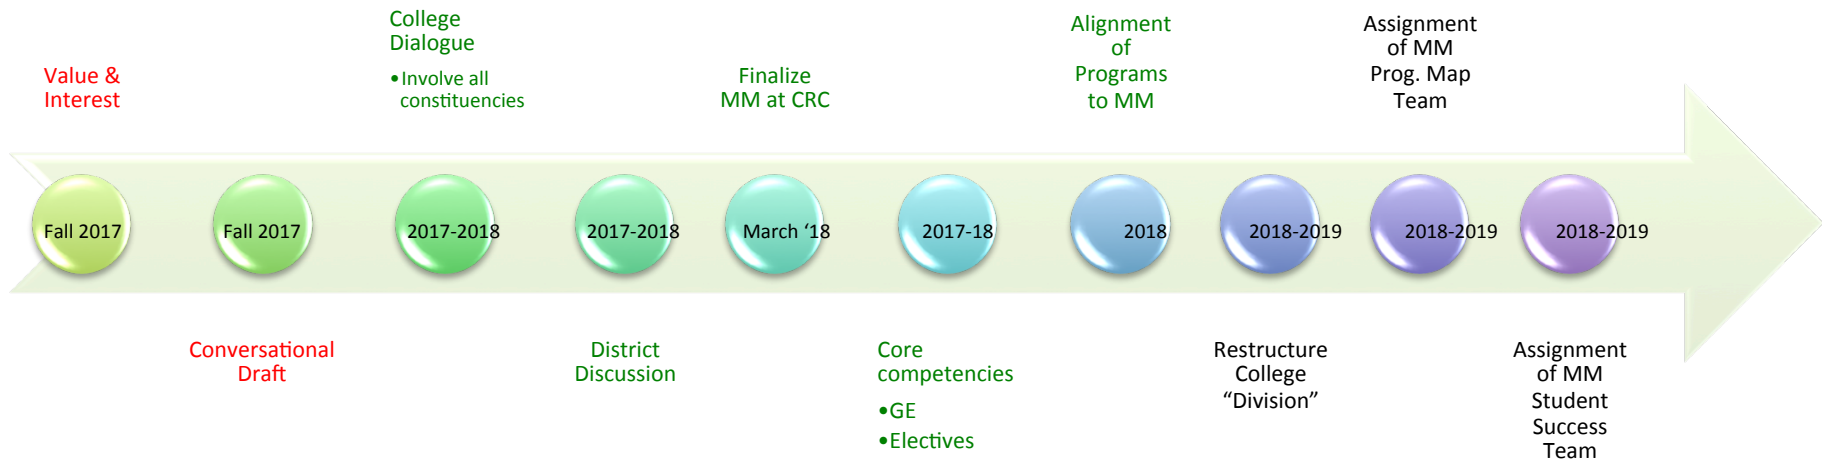 Value &
Interest
College
Dialogue
•Involve all
constituencies
Finalize
MM at CRC
Alignment
of
Programs
to MM
Assignment
of MM
Prog. Map
Team
Fall 2017
Fall 2017
2017-2018
2017-2018
March ‘18
2017-18
2018
2018-2019
2018-2019
2018-2019
Conversational
Draft
District
Discussion
Core
competencies
•GE
•Electives
Restructure
College
“Division”
Assignment
of MM
Student
Success
Team